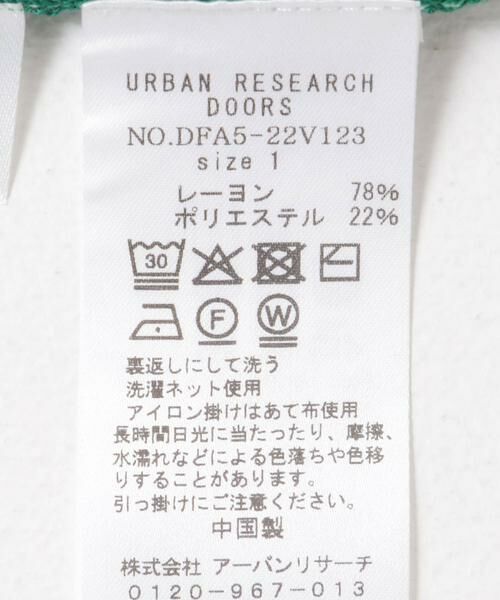 URBAN RESEARCH
DOORS
NO.DFA5-22V123
size 1
レーヨン 78%
ポリエステル 22%
30
F W
裏返しにして洗う
洗濯ネット使用
アイロン掛けはあて布使用
長時間日光に当たったり、摩擦、
水濡れなどによる色落ちや色移
りすることがあります。
引っ掛けにご注意ください。
中国製
株式会社 アーバンリサーチ
0120-967-013